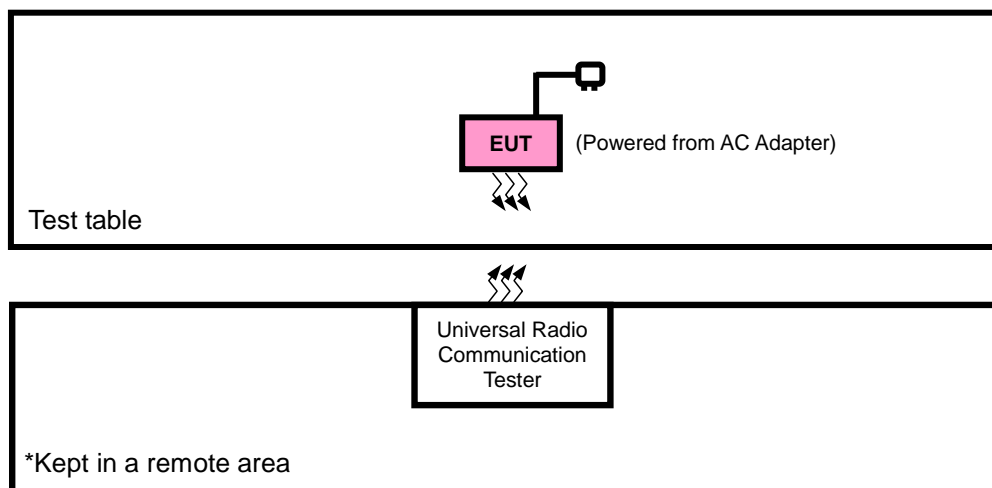 EUT
(Powered from AC Adapter)
Test table
Universal Radio
Communication
Tester
*Kept in a remote area